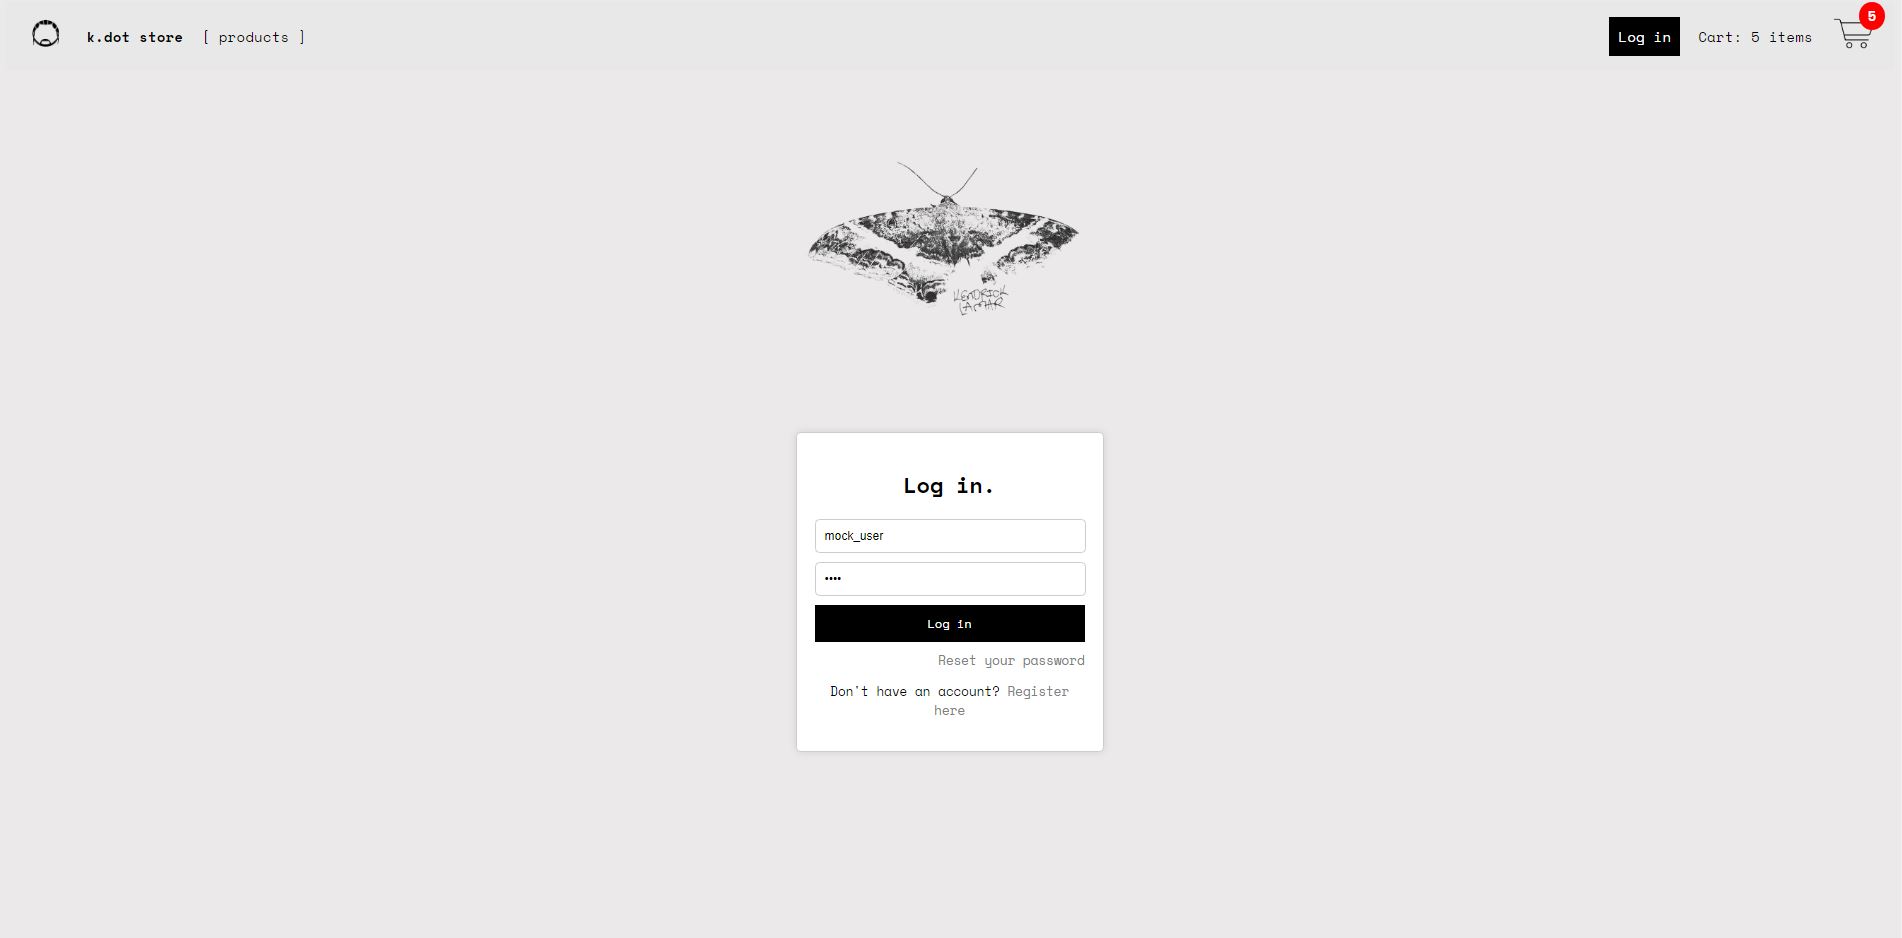 k.dot store [ products ] Log in Cart: 5 items 5
KENDRICK
LAMAR
Log in.
mock_user
••••
Log in
Reset your password
Don't have an account? Register
here